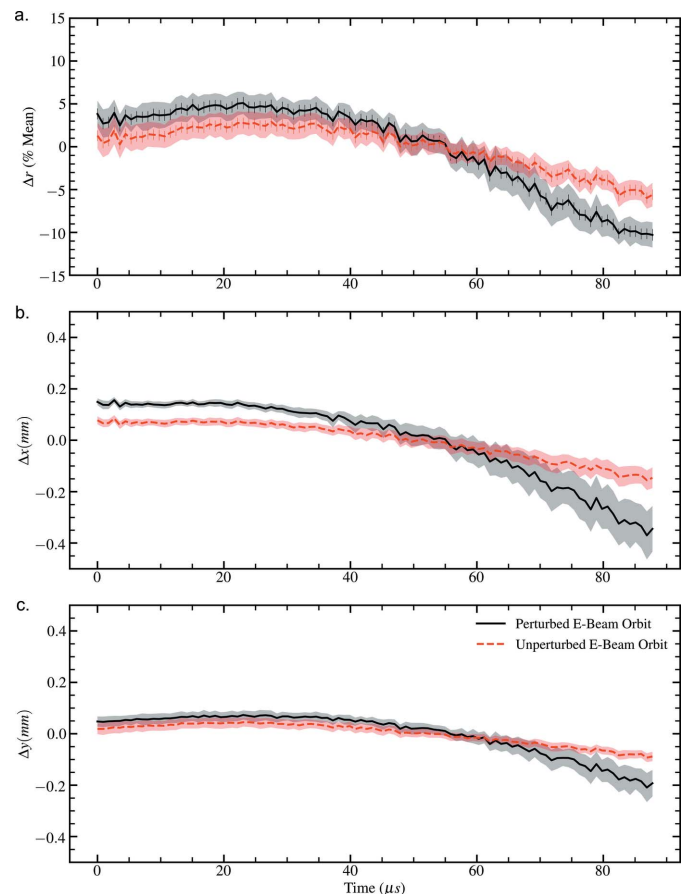 a.
15
10
5
0
−5
−10
−15
Δr (% Mean)
0 20 40 60 80
b.
0.4
0.2
0.0
−0.2
−0.4
Δx(mm)
0 20 40 60 80
c.
0.4
0.2
0.0
−0.2
−0.4
Δy(mm)
Perturbed E-Beam Orbit
Unperturbed E-Beam Orbit
0 20 40 60 80
Time (μs)